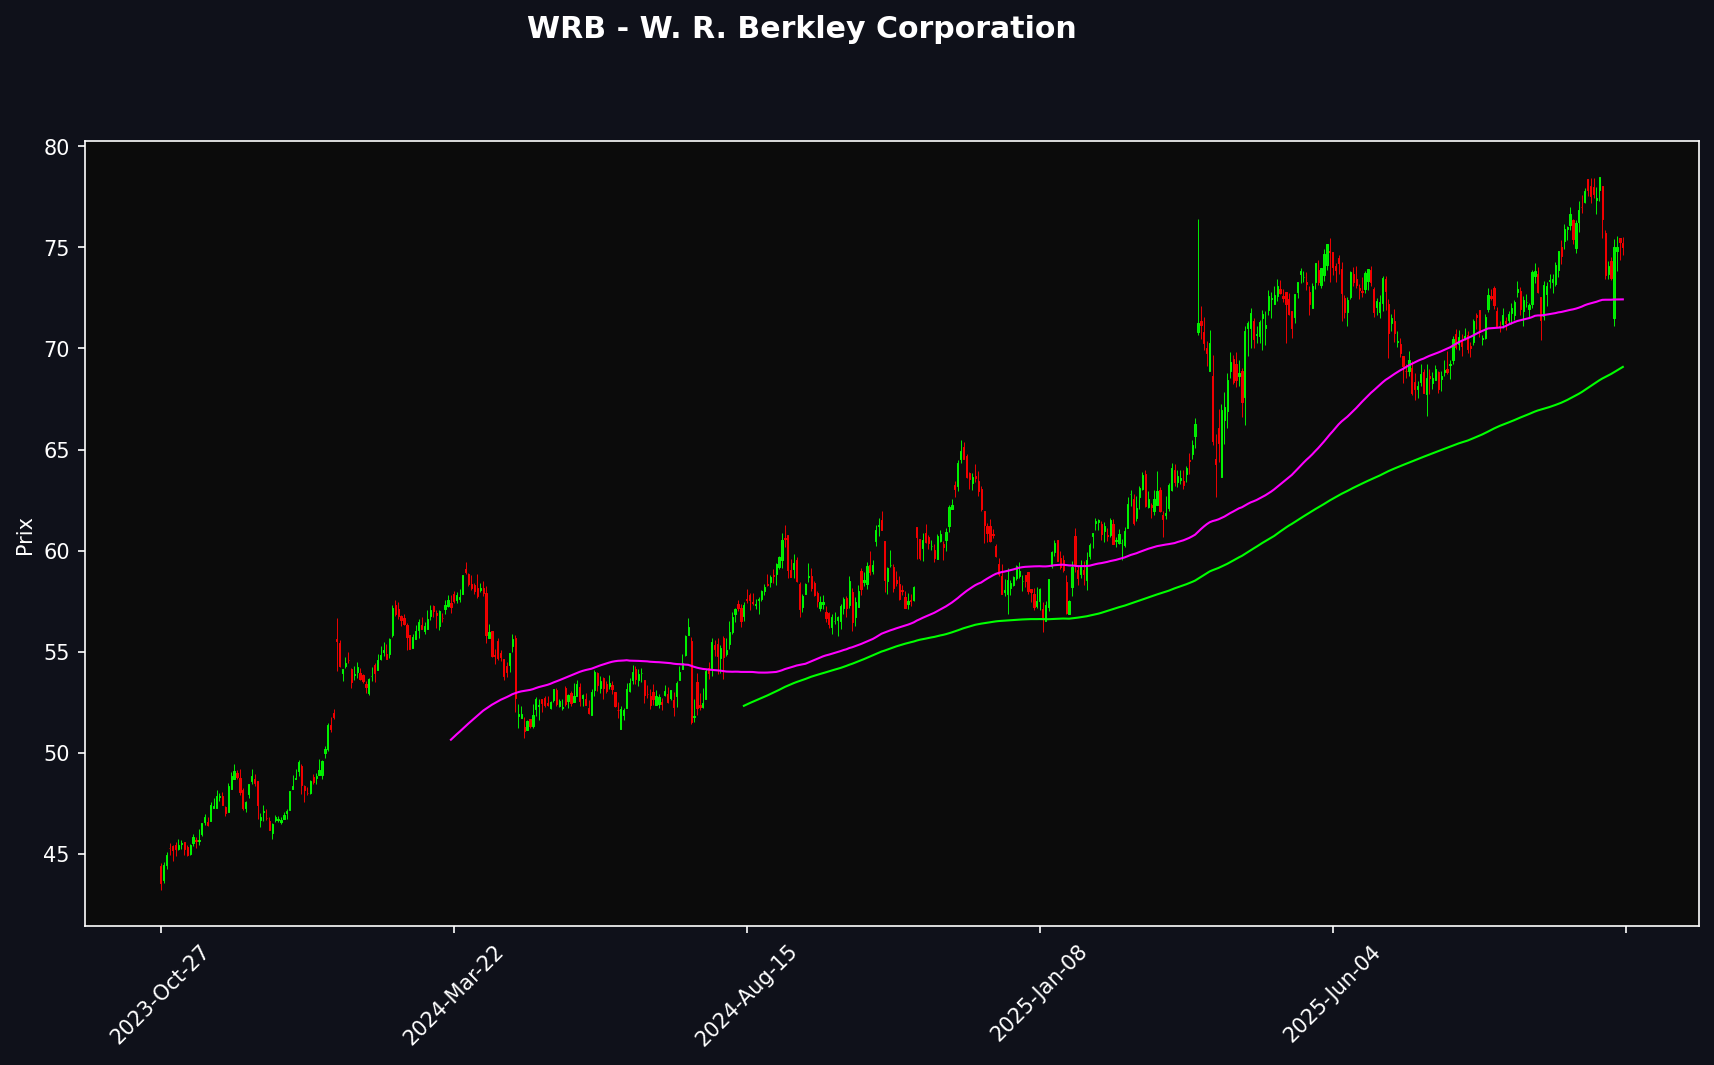 WRB - W. R. Berkley Corporation
80
75
70
65
60
55
50
45
Prix
2023-Oct-27
2024-Mar-22
2024-Aug-15
2025-Jan-08
2025-Jun-04